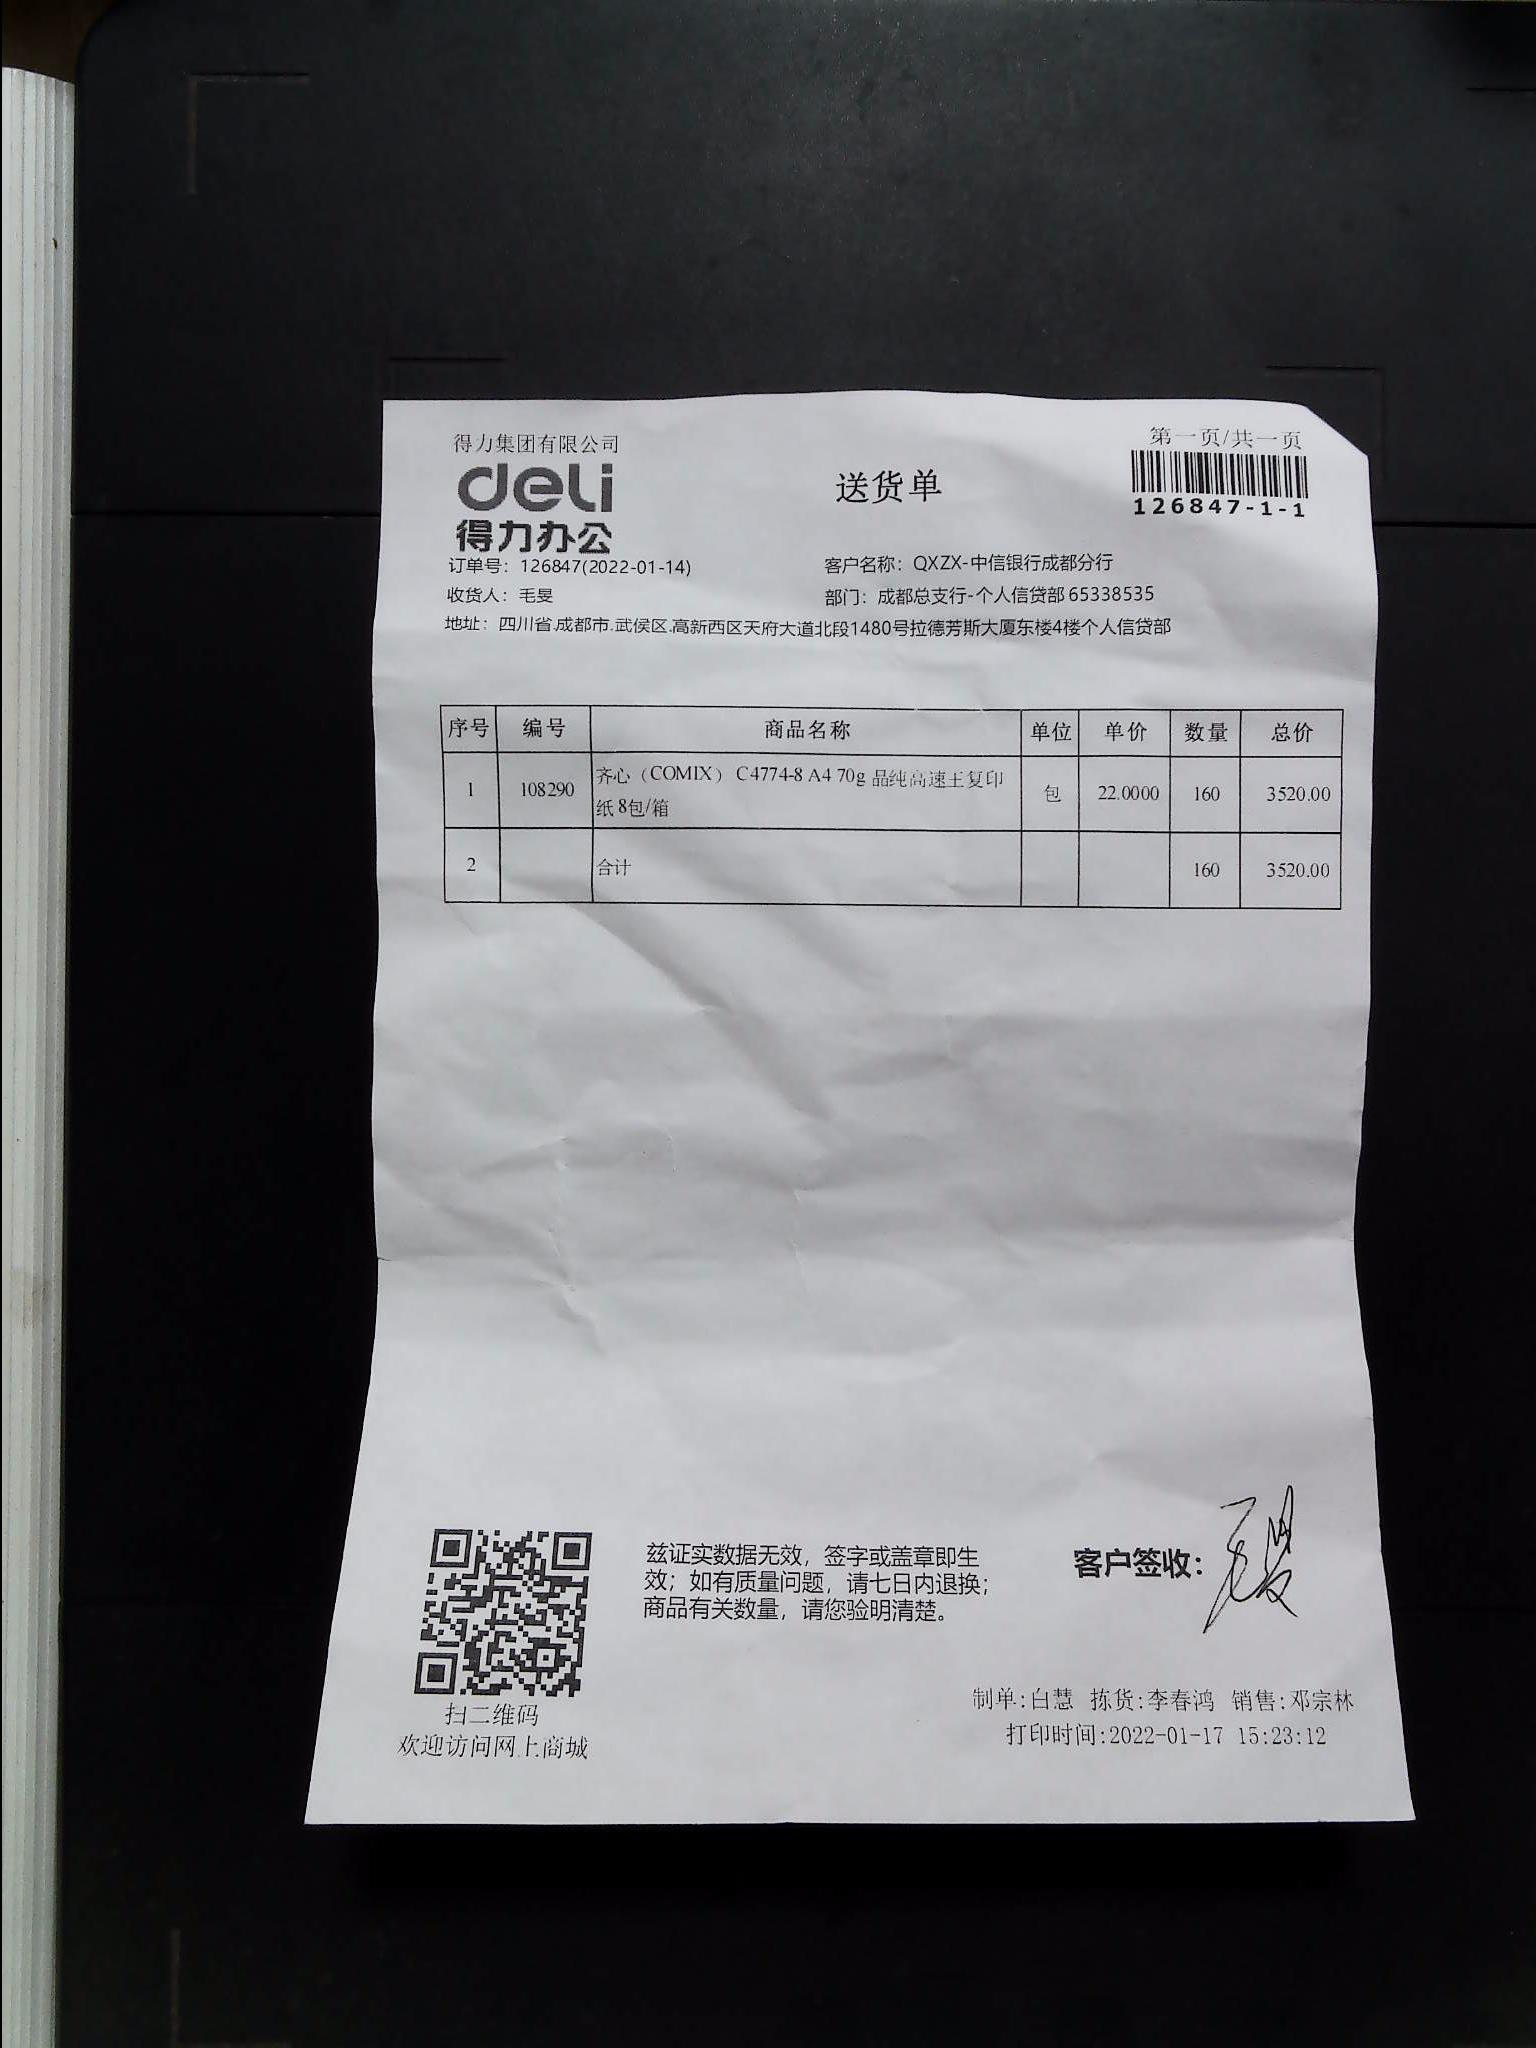 得力集团有限公司
deli
得力办公
送货单
第一页/共一页
126847-1-1
订单号：126847(2022-01-14)
客户名称：QXZX-中信银行成都分行
收货人：毛旻
部门：成都总支行-个人信贷部65338535
地址：四川省.成都市.武侯区.高新西区天府大道北段1480号拉德芳斯大厦东楼4楼个人信贷部
序号 编号 商品名称 单位 单价 数量 总价
1 108290 齐心（COMIX） C4774-8 A4 70g 晶纯高速王复印
纸 8包/箱 包 22.0000 160 3520.00
2 合计 160 3520.00
兹证实数据无效，签字或盖章即生
效；如有质量问题，请七日内退换；
商品有关数量，请您验明清楚。
客户签收：毛旻
扫二维码
欢迎访问网上商城
制单:白慧 拣货:李春鸿 销售:邓宗林
打印时间:2022-01-17 15:23:12